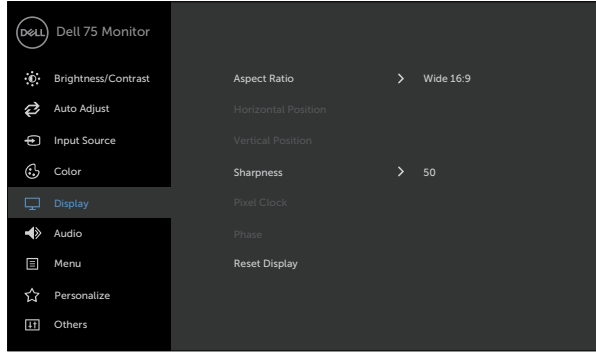 DELL Dell 75 Monitor
Brightness/Contrast
Auto Adjust
Input Source
Color
Display
Audio
Menu
Personalize
Others
Aspect Ratio > Wide 16:9
Horizontal Position
Vertical Position
Sharpness > 50
Pixel Clock
Phase
Reset Display